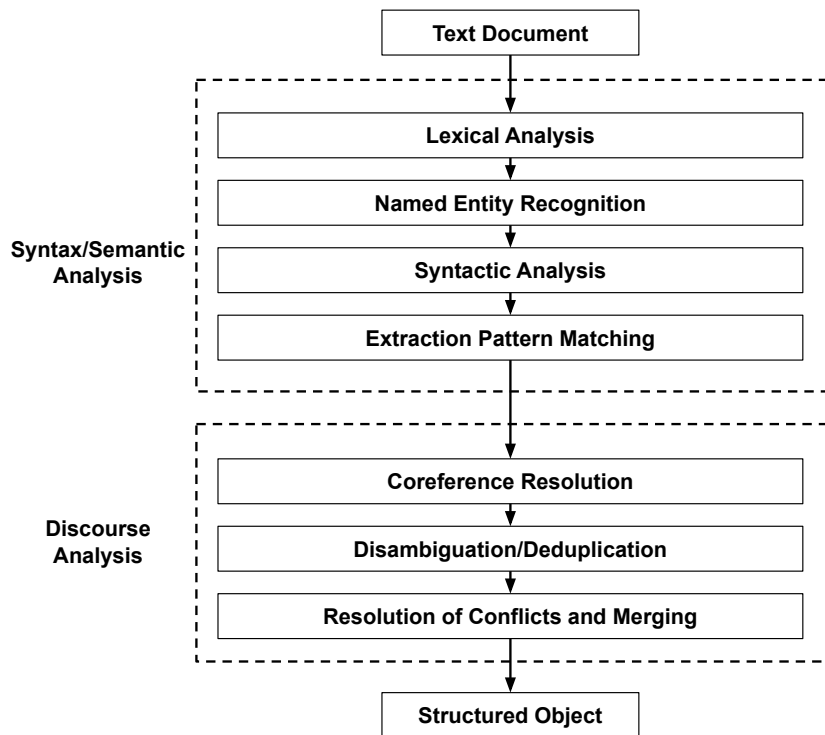 Text Document
Lexical Analysis
Named Entity Recognition
Syntax/Semantic
Analysis
Syntactic Analysis
Extraction Pattern Matching
Coreference Resolution
Discourse
Analysis
Disambiguation/Deduplication
Resolution of Conflicts and Merging
Structured Object